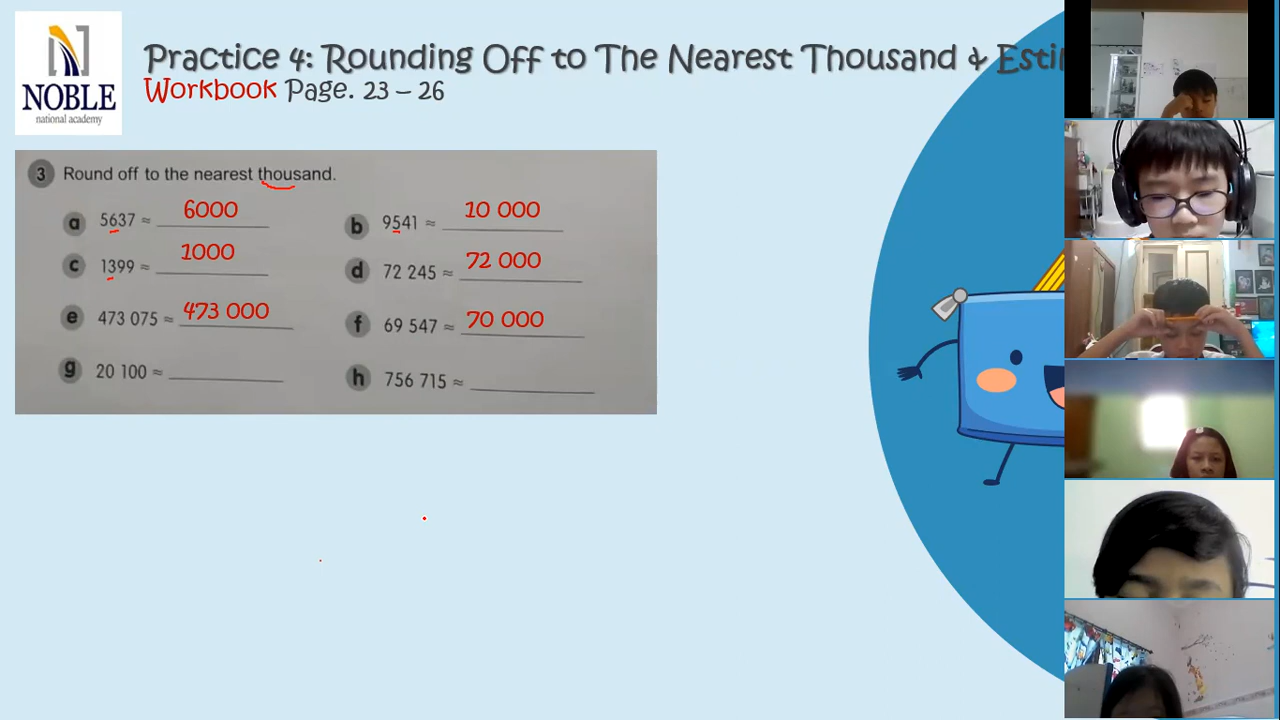 NOBLE
national academy
Practice 4: Rounding Off to The Nearest Thousand &
Workbook Page. 23 – 26
3 Round off to the nearest thousand.
a 5637 ≈ 6000
b 9541 ≈ 10 000
c 1399 ≈ 1000
d 72 245 ≈ 72 000
e 473 075 ≈ 473 000
f 69 547 ≈ 70 000
g 20 100 ≈
h 756 715 ≈